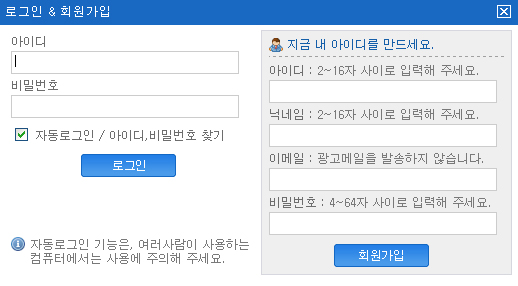 로그인 & 회원가입
아이디
비밀번호
자동로그인 / 아이디,비밀번호 찾기
로그인
자동로그인 기능은, 여러사람이 사용하는
컴퓨터에서는 사용에 주의해 주세요.
지금 내 아이디를 만드세요.
아이디 : 2~16자 사이로 입력해 주세요.
닉네임 : 2~16자 사이로 입력해 주세요.
이메일 : 광고메일을 발송하지 않습니다.
비밀번호 : 4~64자 사이로 입력해 주세요.
회원가입